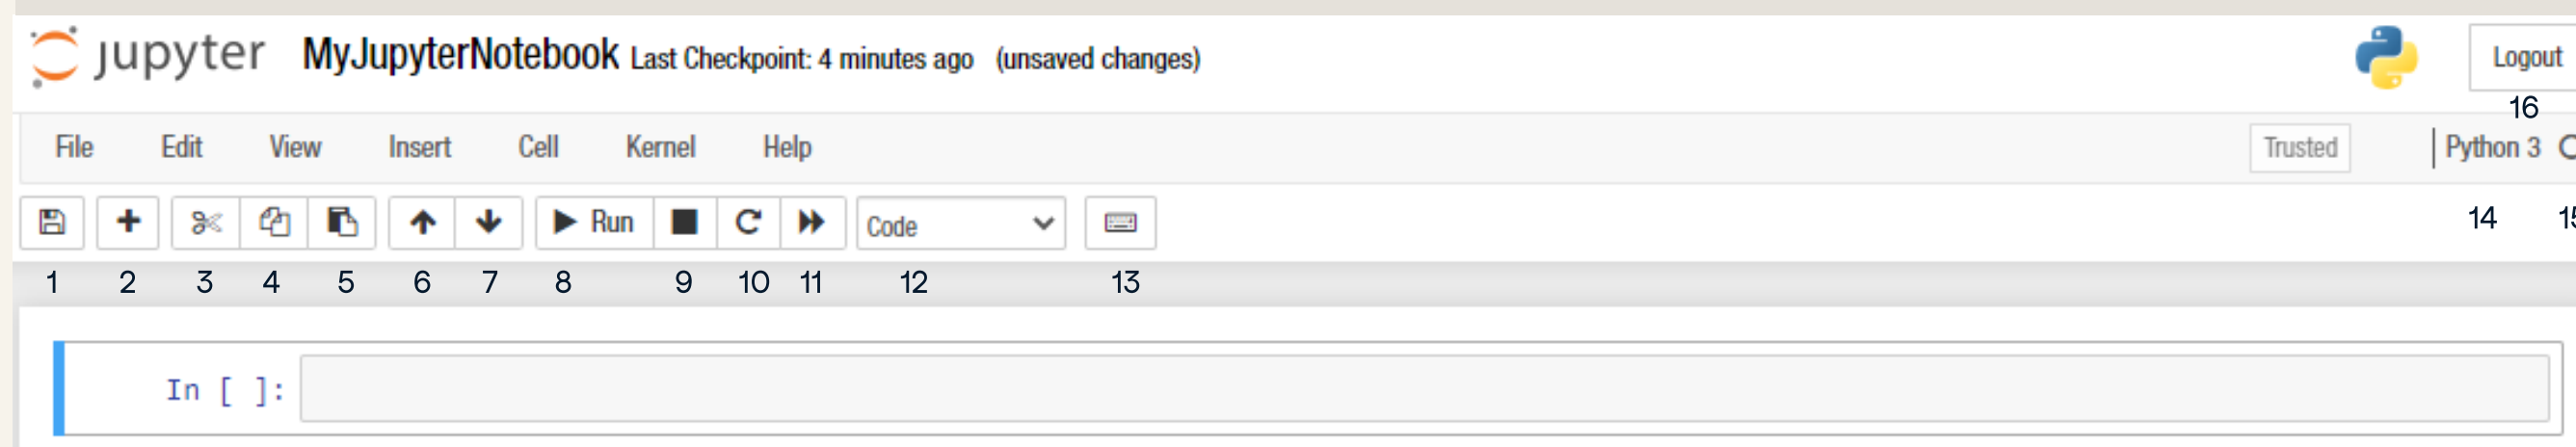 jupyter MyJupyterNotebook Last Checkpoint: 4 minutes ago (unsaved changes) Logout
16
File Edit View Insert Cell Kernel Help Trusted Python 3
Run Code 14
1 2 3 4 5 6 7 8 9 10 11 12 13
In [ ]: